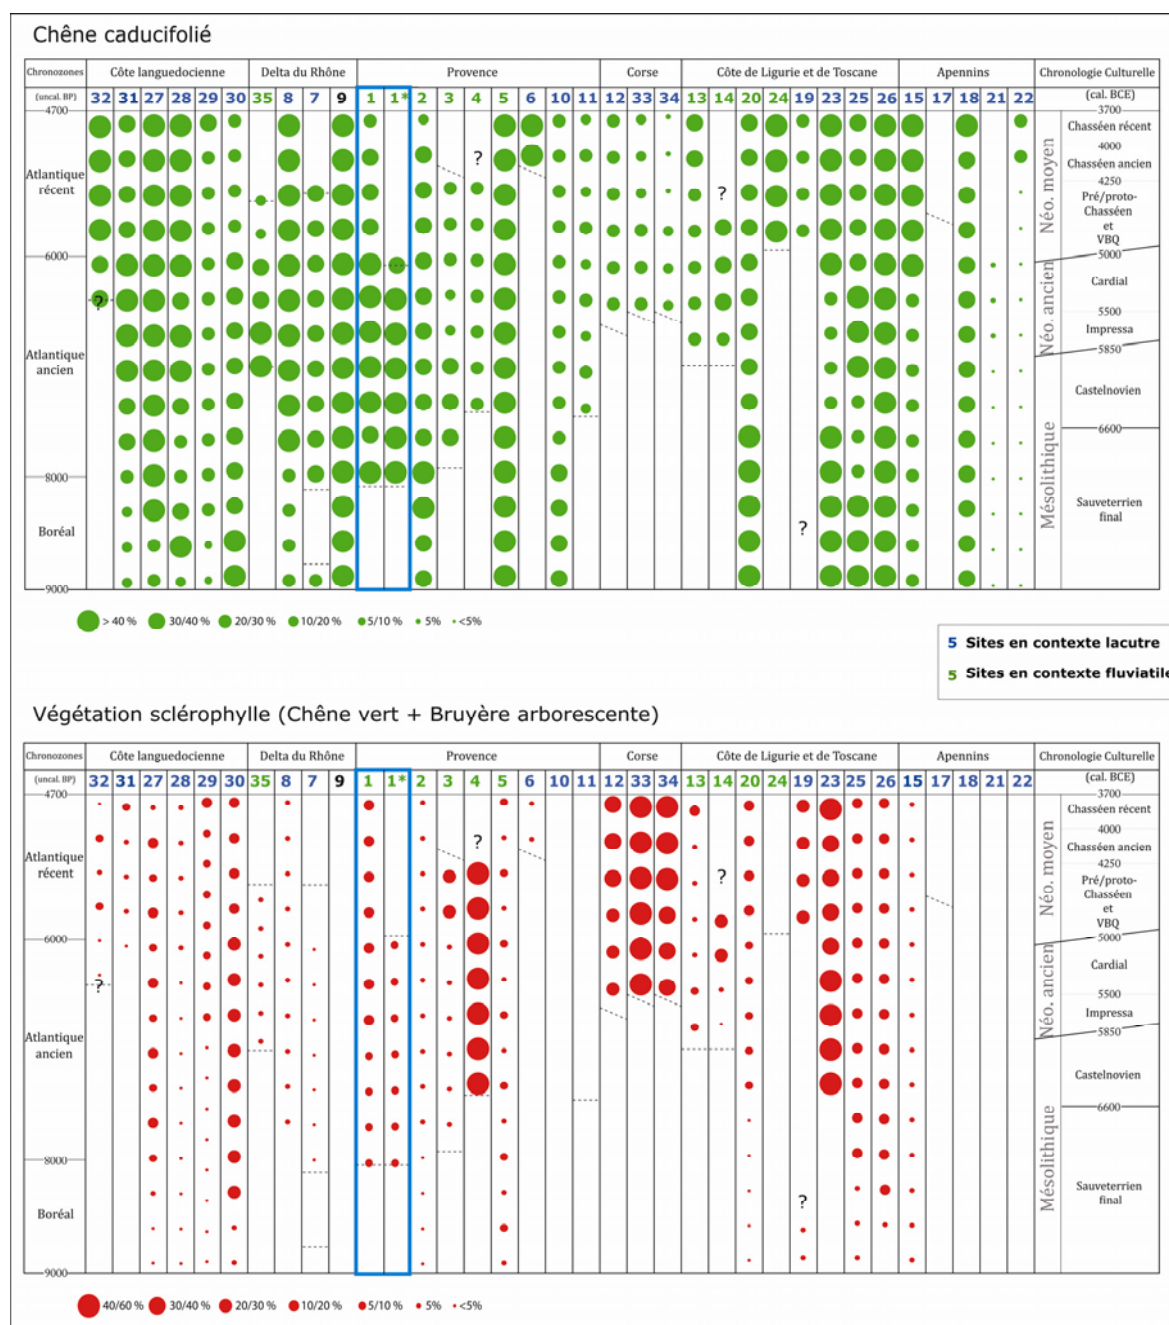 Chêne caducifolié
Chronozones Côte languedocienne Delta du Rhône Provence Corse Côte de Ligurie et de Toscane Apennins Chronologie Culturelle
(uncal. BP) 32 31 27 28 29 30 35 8 7 9 1 1* 2 3 4 5 6 10 11 12 33 34 13 14 20 24 19 23 25 26 15 17 18 21 22 (cal. BCE)
4700 3700
Chasséen récent
4000
? Chasséen ancien
Atlantique récent
4250
? Néo. moyen
Pré/proto-Chasséen et VBQ
6000 5000
? Néo. ancien Cardial
5500
Impressa
Atlantique ancien 5850
Castelnovien
6600
Mésolithique
8000
Boréal ? Sauveterrien final
9000
> 40 % 30/40 % 20/30 % 10/20 % 5/10 % 5% <5%
5 Sites en contexte lacutre
5 Sites en contexte fluviatile
Végétation sclérophylle (Chêne vert + Bruyère arborescente)
Chronozones Côte languedocienne Delta du Rhône Provence Corse Côte de Ligurie et de Toscane Apennins Chronologie Culturelle
(uncal. BP) 32 31 27 28 29 30 35 8 7 9 1 1* 2 3 4 5 6 10 11 12 33 34 13 14 20 24 19 23 25 26 15 17 18 21 22 (cal. BCE)
4700 3700
Chasséen récent
4000
? Chasséen ancien
Atlantique récent
4250
? Néo. moyen
Pré/proto-Chasséen et VBQ
6000 5000
? Néo. ancien Cardial
5500
Impressa
Atlantique ancien 5850
Castelnovien
6600
Mésolithique
8000
Boréal ? Sauveterrien final
9000
40/60 % 30/40 % 20/30 % 10/20 % 5/10 % 5% <5%